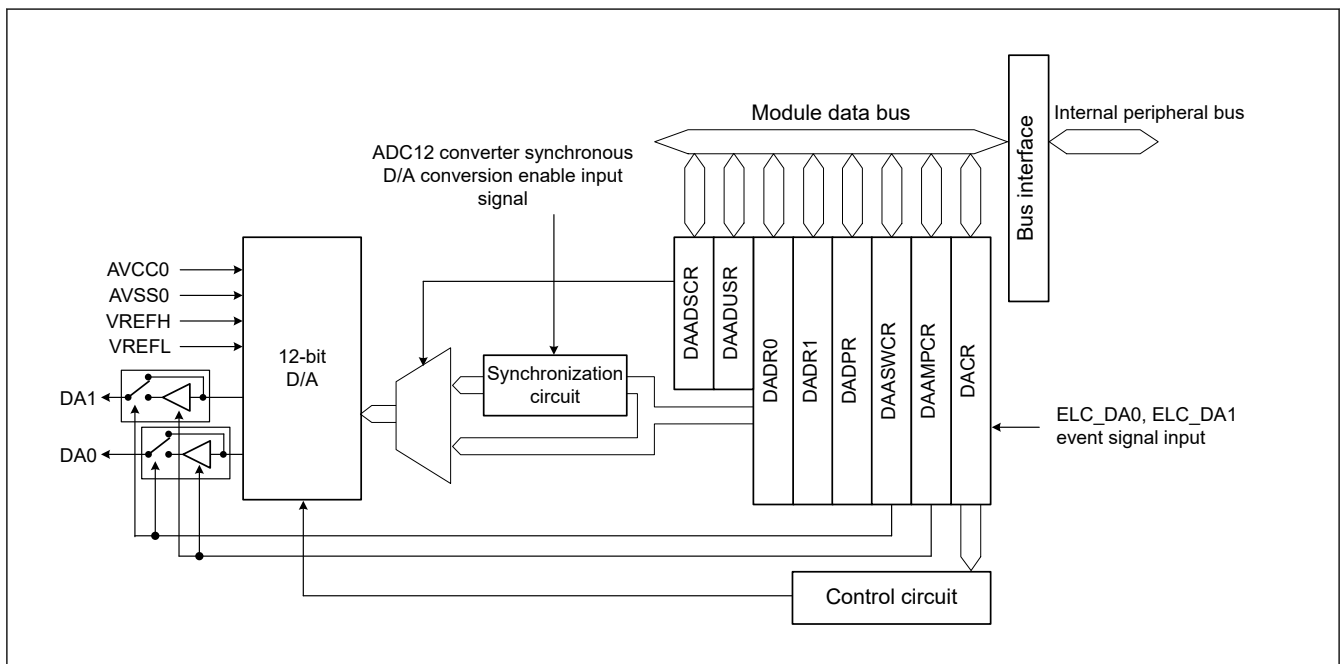 Module data bus
Bus interface
Internal peripheral bus
ADC12 converter synchronous
D/A conversion enable input
signal
AVCC0
AVSS0
VREFH
VREFL
12-bit
D/A
DA1
DA0
Synchronization
circuit
DAADSCR
DAADUSR
DADR0
DADR1
DADPR
DAASWCR
DAAMPCR
DACR
ELC_DA0, ELC_DA1
event signal input
Control circuit